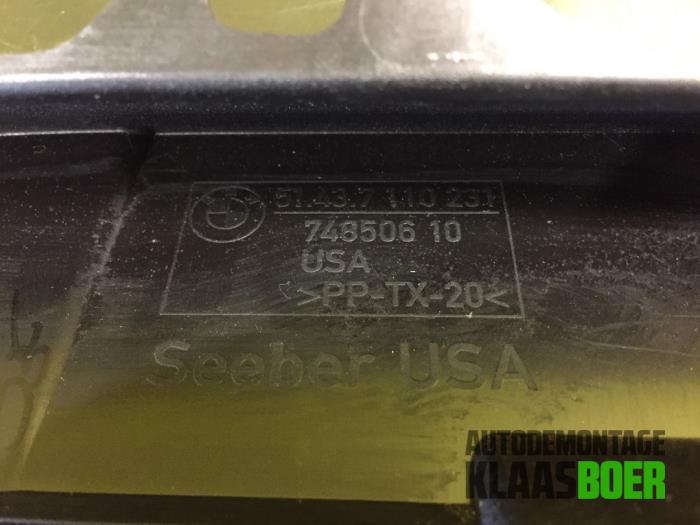 51.43.7 110 231
748506 10
USA
>PP-TX-20<
Seeber USA
AUTODEMONTAGE
KLAASBOER